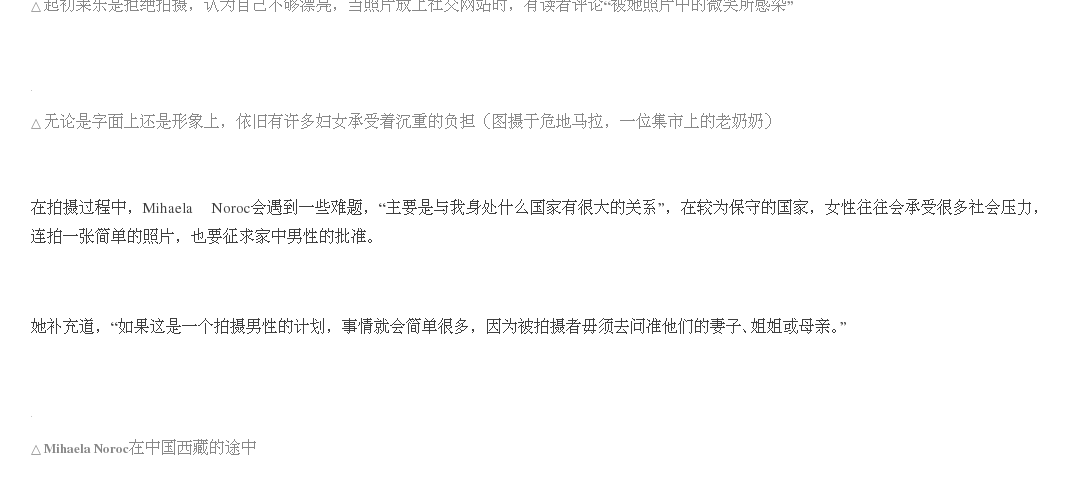 △起初莱乐是拒绝拍摄，认为自己不够漂亮，当照片放上社交网站时，有读者评论“被她照片中的微笑所感染”
△无论是字面上还是形象上，依旧有许多妇女承受着沉重的负担（图摄于危地马拉，一位集市上的老奶奶）
在拍摄过程中，Mihaela Noroc会遇到一些难题，“主要是与我身处什么国家有很大的关系”，在较为保守的国家，女性往往会承受很多社会压力，
连拍一张简单的照片，也要征求家中男性的批准。
她补充道，“如果这是一个拍摄男性的计划，事情就会简单很多，因为被拍摄者毋须去问准他们的妻子、姐姐或母亲。”
△Mihaela Noroc在中国西藏的途中